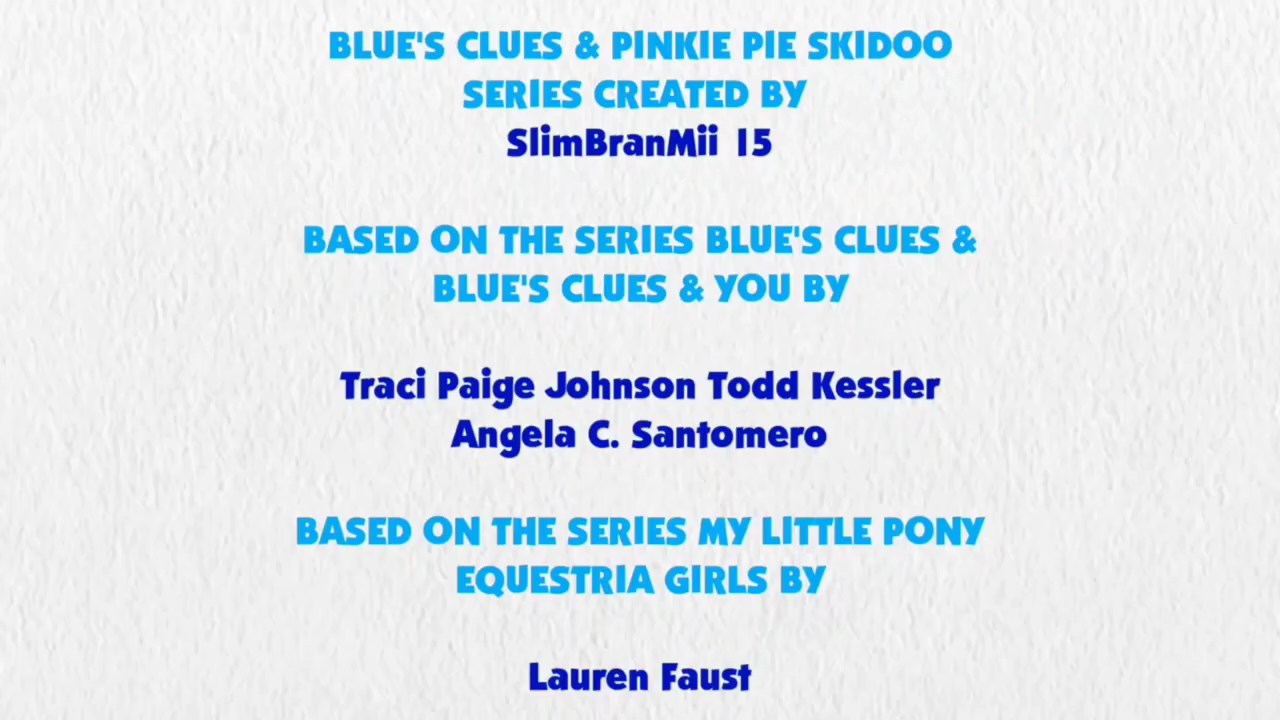 BLUE'S CLUES & PINKIE PIE SKIDOO
SERIES CREATED BY
SlimBranMii 15
BASED ON THE SERIES BLUE'S CLUES &
BLUE'S CLUES & YOU BY
Traci Paige Johnson Todd Kessler
Angela C. Santomero
BASED ON THE SERIES MY LITTLE PONY
EQUESTRIA GIRLS BY
Lauren Faust